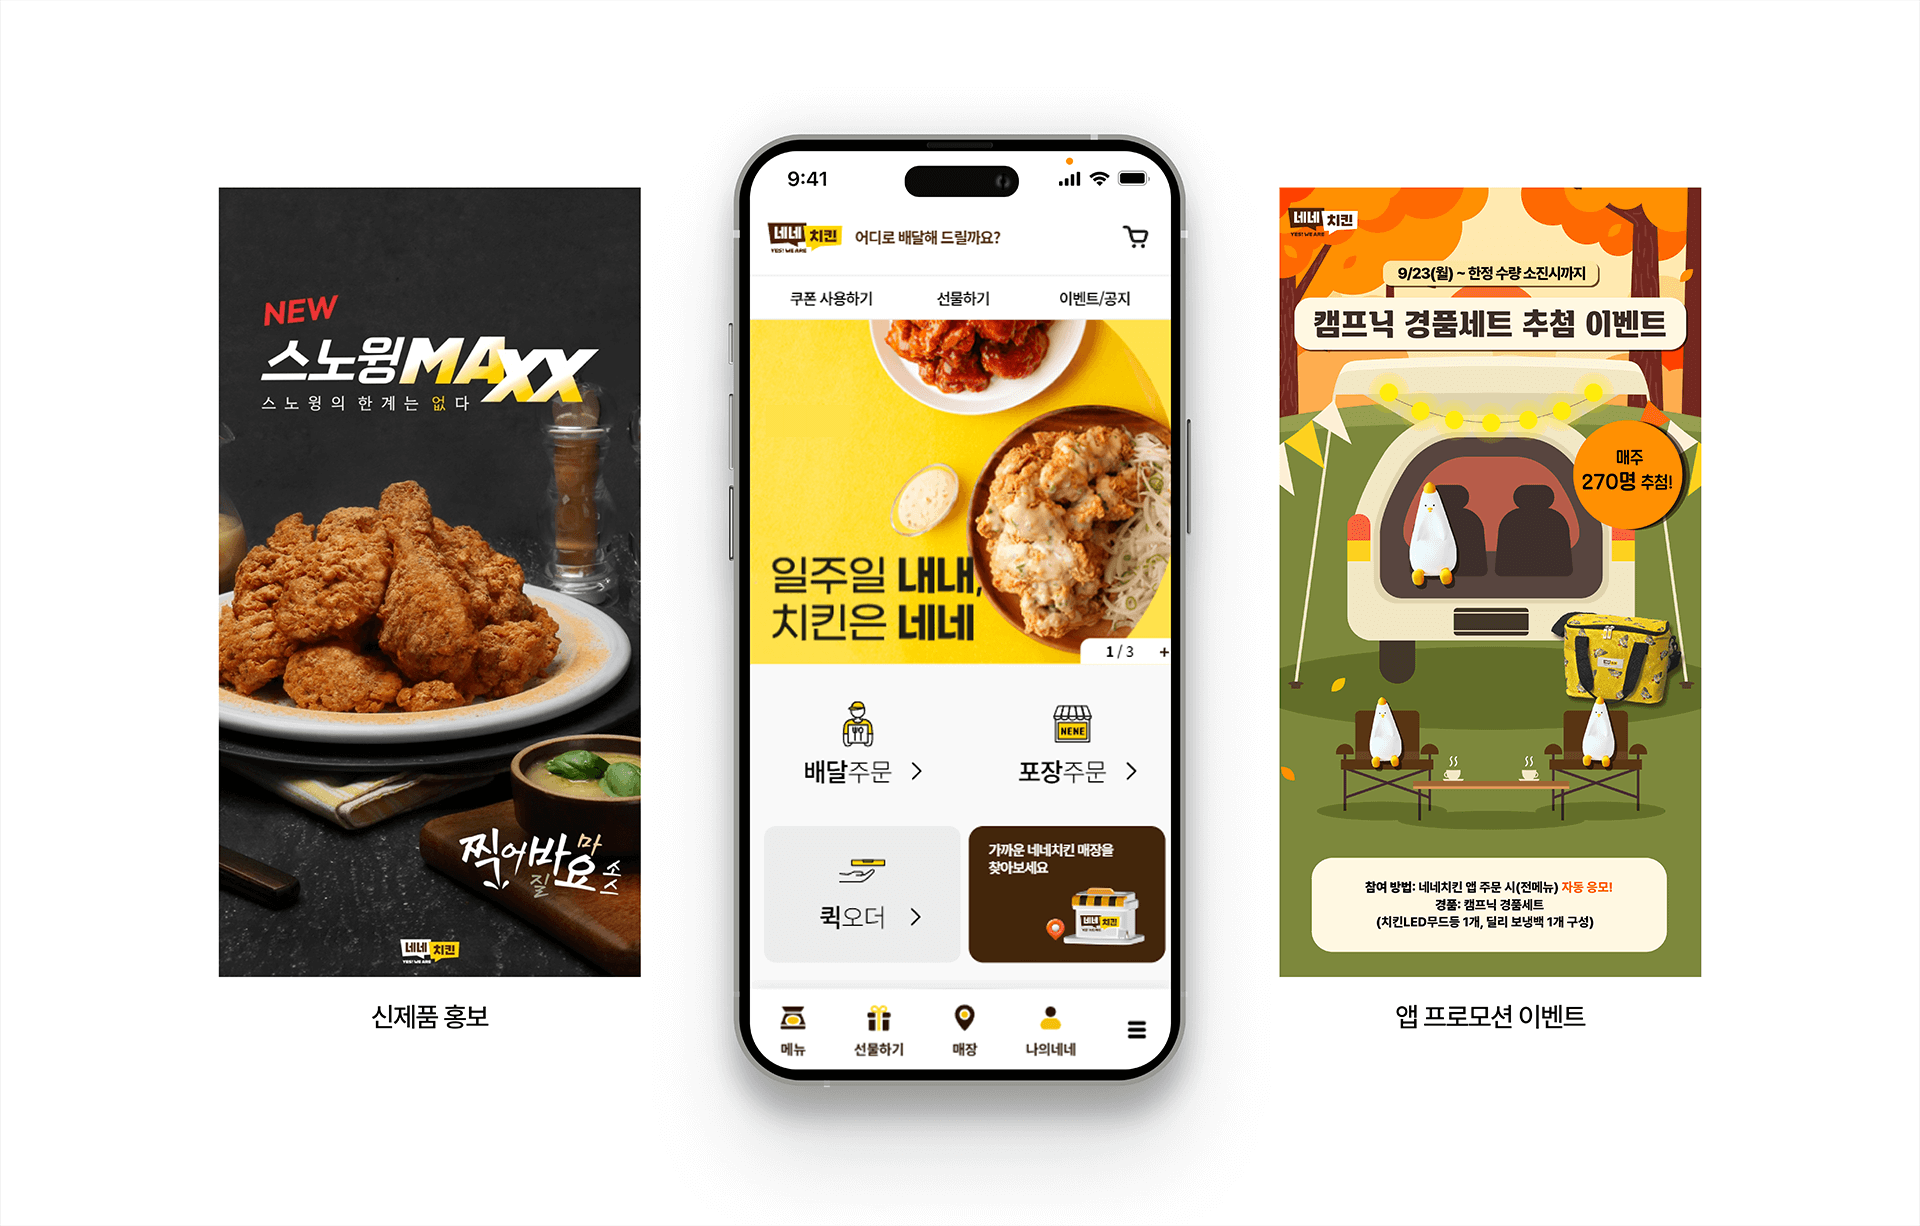 NEW
스노윙MAXX
스노윙의 한계는 없다
찍어바
마요
질
소스
네네 치킨
YES! WE ARE
신제품 홍보
9:41
네네 치킨
YES! WE ARE
어디로 배달해 드릴까요?
쿠폰 사용하기
선물하기
이벤트/공지
일주일 내내,
치킨은 네네
1 / 3 +
NENE
배달주문
포장주문
퀵오더
가까운 네네치킨 매장을
찾아보세요
네네 치킨
메뉴
선물하기
매장
나의네네
네네 치킨
YES! WE ARE
9/23(월) ~ 한정 수량 소진시까지
캠프닉 경품세트 추첨 이벤트
매주
270명 추첨!
참여 방법: 네네치킨 앱 주문 시(전메뉴) 자동 응모!
경품: 캠프닉 경품세트
(치킨LED무드등 1개, 딜리 보냉백 1개 구성)
앱 프로모션 이벤트